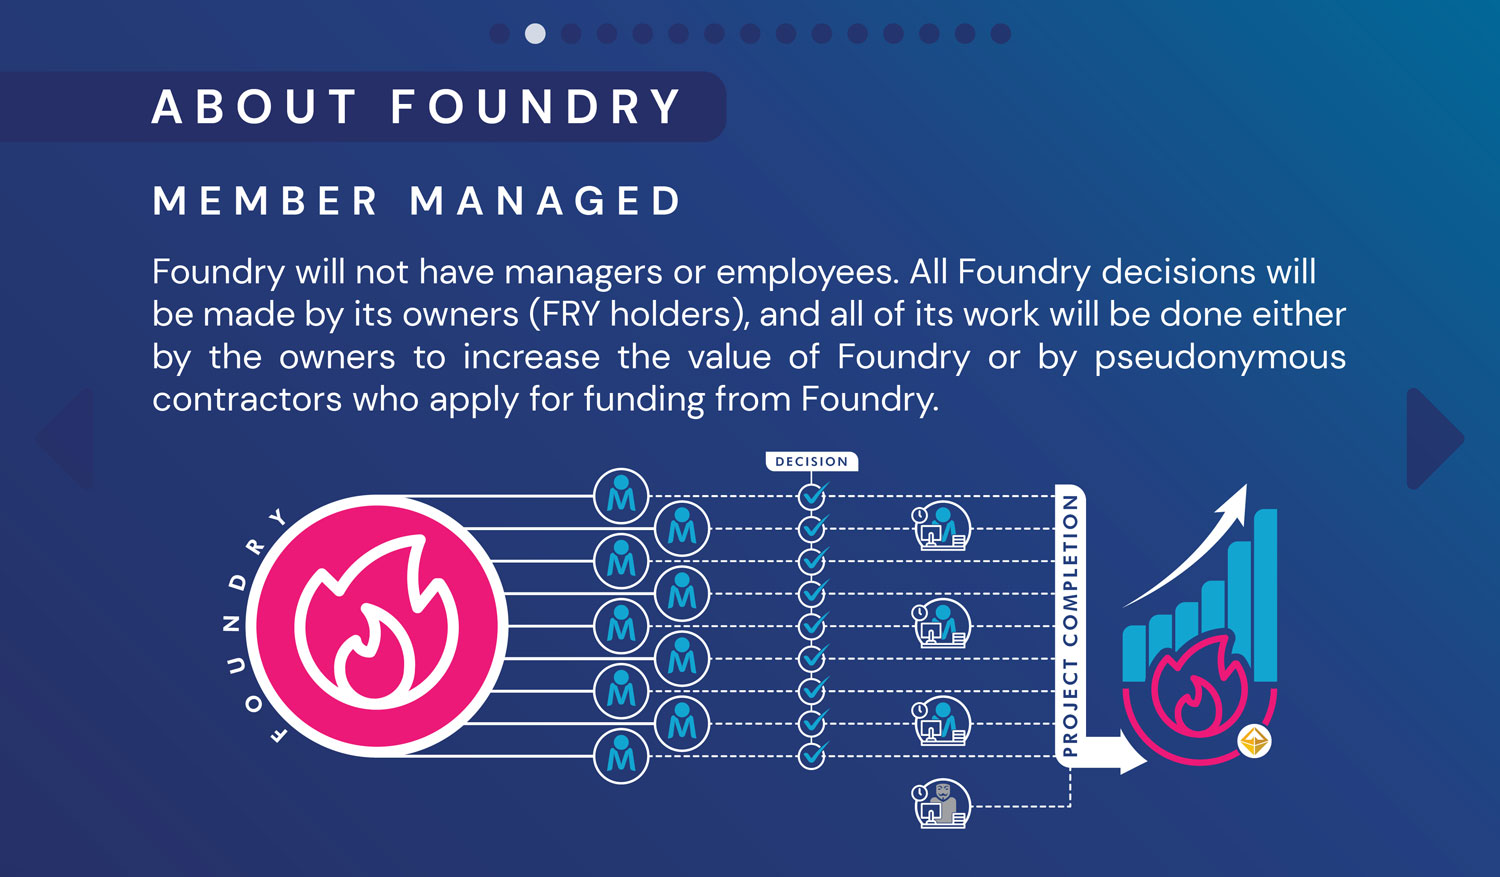 ABOUT FOUNDRY
MEMBER MANAGED
Foundry will not have managers or employees. All Foundry decisions will
be made by its owners (FRY holders), and all of its work will be done either
by the owners to increase the value of Foundry or by pseudonymous
contractors who apply for funding from Foundry.
DECISION
FOUNDRY
M
M
M
M
M
M
M
M
M
PROJECT COMPLETION